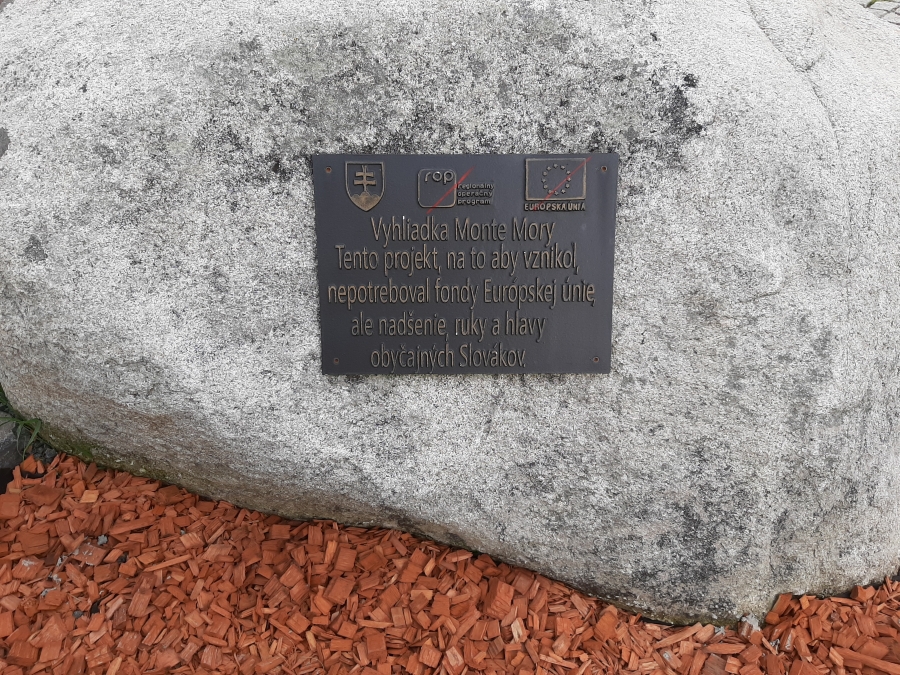 rop
regionálny
operačný
program
EURÓPSKA ÚNIA
Vyhliadka Monte Mory
Tento projekt, na to aby vznikol,
nepotreboval fondy Európskej únie,
ale nadšenie, ruky a hlavy
obyčajných Slovákov.